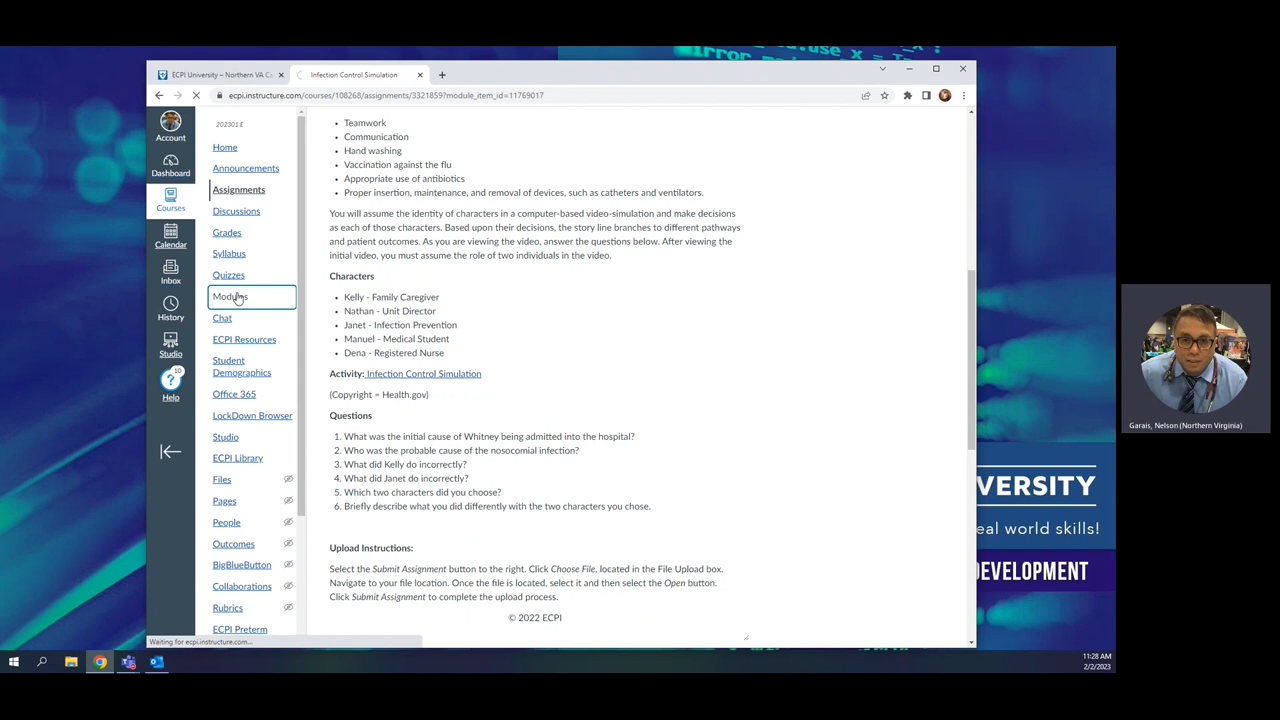 Error mp.use_x = T
ECPI University – Northern VA Co
Infection Control Simulation
ecpi.instructure.com/courses/108268/assignments/3321859?module_item_id=11769017
Account
Dashboard
Courses
Calendar
Inbox
History
Studio
10
Help
202301 E
Home
Announcements
Assignments
Discussions
Grades
Syllabus
Quizzes
Modules
Chat
ECPI Resources
Student
Demographics
Office 365
LockDown Browser
Studio
ECPI Library
Files
Pages
People
Outcomes
BigBlueButton
Collaborations
Rubrics
ECPI Preterm
• Teamwork
• Communication
• Hand washing
• Vaccination against the flu
• Appropriate use of antibiotics
• Proper insertion, maintenance, and removal of devices, such as catheters and ventilators.
You will assume the identity of characters in a computer-based video-simulation and make decisions
as each of those characters. Based upon their decisions, the story line branches to different pathways
and patient outcomes. As you are viewing the video, answer the questions below. After viewing the
initial video, you must assume the role of two individuals in the video.
Characters
• Kelly - Family Caregiver
• Nathan - Unit Director
• Janet - Infection Prevention
• Manuel - Medical Student
• Dena - Registered Nurse
Activity: Infection Control Simulation
(Copyright = Health.gov)
Questions
1. What was the initial cause of Whitney being admitted into the hospital?
2. Who was the probable cause of the nosocomial infection?
3. What did Kelly do incorrectly?
4. What did Janet do incorrectly?
5. Which two characters did you choose?
6. Briefly describe what you did differently with the two characters you chose.
Upload Instructions:
Select the Submit Assignment button to the right. Click Choose File, located in the File Upload box.
Navigate to your file location. Once the file is located, select it and then select the Open button.
Click Submit Assignment to complete the upload process.
© 2022 ECPI
Waiting for ecpi.instructure.com...
VERSITY
eal world skills!
DEVELOPMENT
11:28 AM
2/2/2023
Garais, Nelson (Northern Virginia)